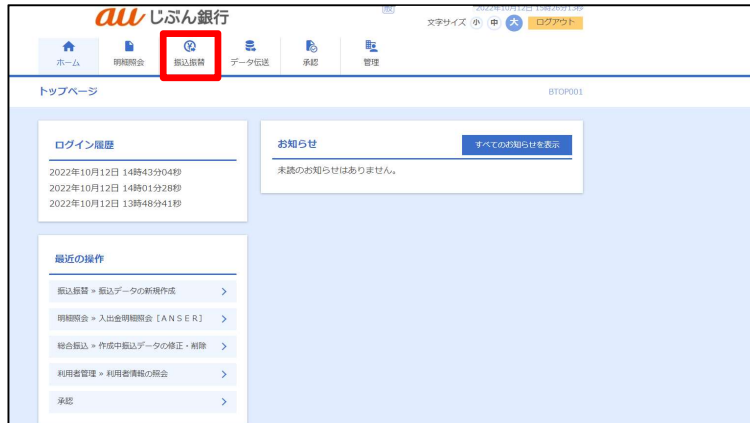 au じぶん銀行
2022年10月12日 15時26分13秒
文字サイズ 小 中 大 ログアウト
ホーム 明細照会 振込振替 データ伝送 承認 管理
トップページ BTOP001
ログイン履歴
2022年10月12日 14時43分04秒
2022年10月12日 14時01分28秒
2022年10月12日 13時48分41秒
お知らせ すべてのお知らせを表示
未読のお知らせはありません。
最近の操作
振込振替 » 振込データの新規作成
明細照会 » 入出金明細照会［ＡＮＳＥＲ］
総合振込 » 作成中振込データの修正・削除
利用者管理 » 利用者情報の照会
承認